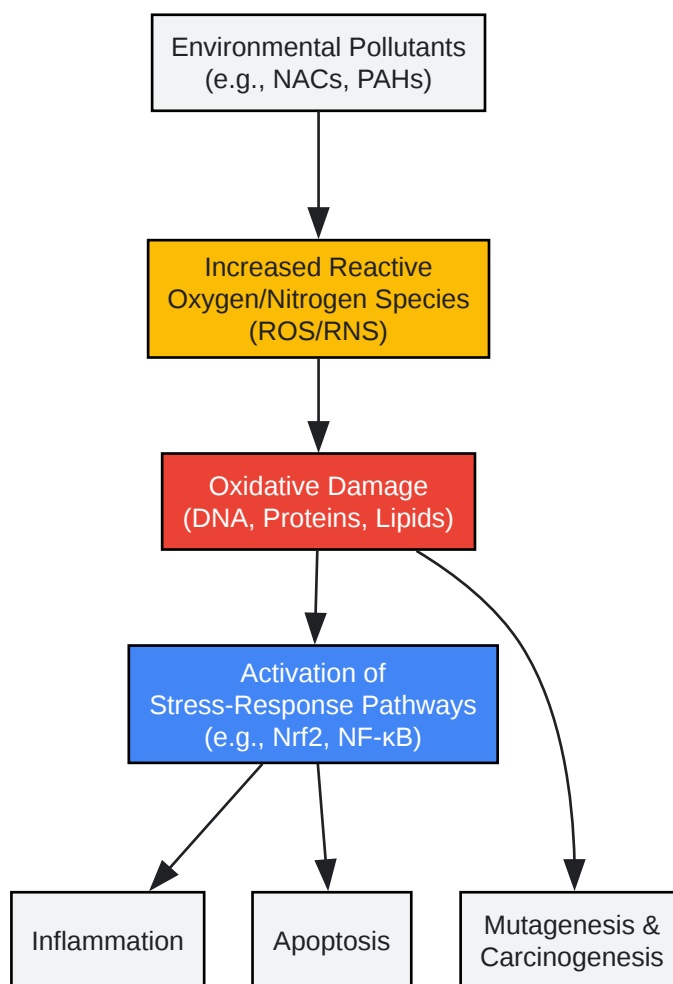 Environmental Pollutants
(e.g., NACs, PAHs)
Increased Reactive
Oxygen/Nitrogen Species
(ROS/RNS)
Oxidative Damage
(DNA, Proteins, Lipids)
Activation of
Stress-Response Pathways
(e.g., Nrf2, NF-κB)
Inflammation
Apoptosis
Mutagenesis &
Carcinogenesis